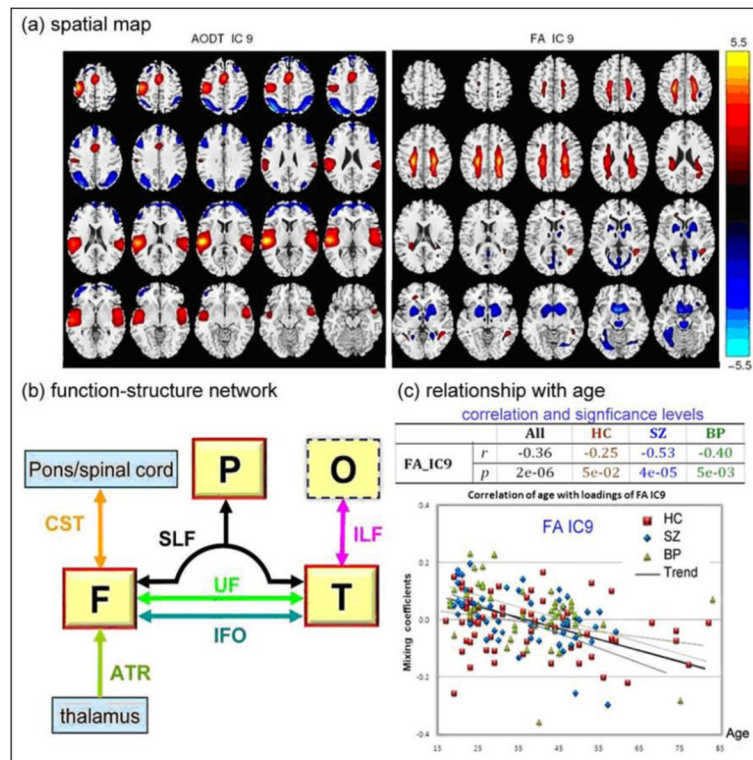 (a) spatial map
AODT IC 9
FA IC 9
5.5
-5.5
(b) function-structure network
Pons/spinal cord
P
O
CST
SLF
ILF
F
UF
T
IFO
ATR
thalamus
(c) relationship with age
correlation and signficance levels
All HC SZ BP
FA_IC9 r -0.36 -0.25 -0.53 -0.40
p 2e-06 5e-02 4e-05 5e-03
Correlation of age with loadings of FA IC9
FA IC9
HC
SZ
BP
Trend
Mixing coefficients
0.4
0.2
0.0
-0.2
-0.4
15 25 35 45 55 65 75 85
Age